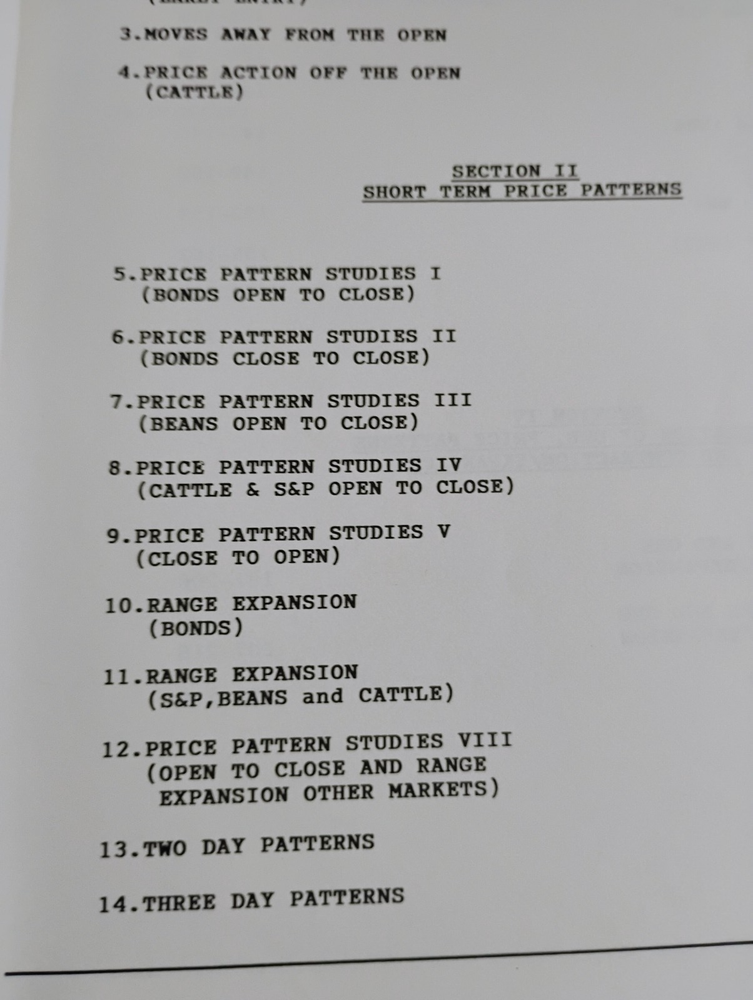 (EARLY ENTRY)
3.MOVES AWAY FROM THE OPEN
4.PRICE ACTION OFF THE OPEN
(CATTLE)
SECTION II
SHORT TERM PRICE PATTERNS
5.PRICE PATTERN STUDIES I
(BONDS OPEN TO CLOSE)
6.PRICE PATTERN STUDIES II
(BONDS CLOSE TO CLOSE)
7.PRICE PATTERN STUDIES III
(BEANS OPEN TO CLOSE)
8.PRICE PATTERN STUDIES IV
(CATTLE & S&P OPEN TO CLOSE)
9.PRICE PATTERN STUDIES V
(CLOSE TO OPEN)
10.RANGE EXPANSION
(BONDS)
11.RANGE EXPANSION
(S&P,BEANS and CATTLE)
12.PRICE PATTERN STUDIES VIII
(OPEN TO CLOSE AND RANGE
EXPANSION OTHER MARKETS)
13.TWO DAY PATTERNS
14.THREE DAY PATTERNS